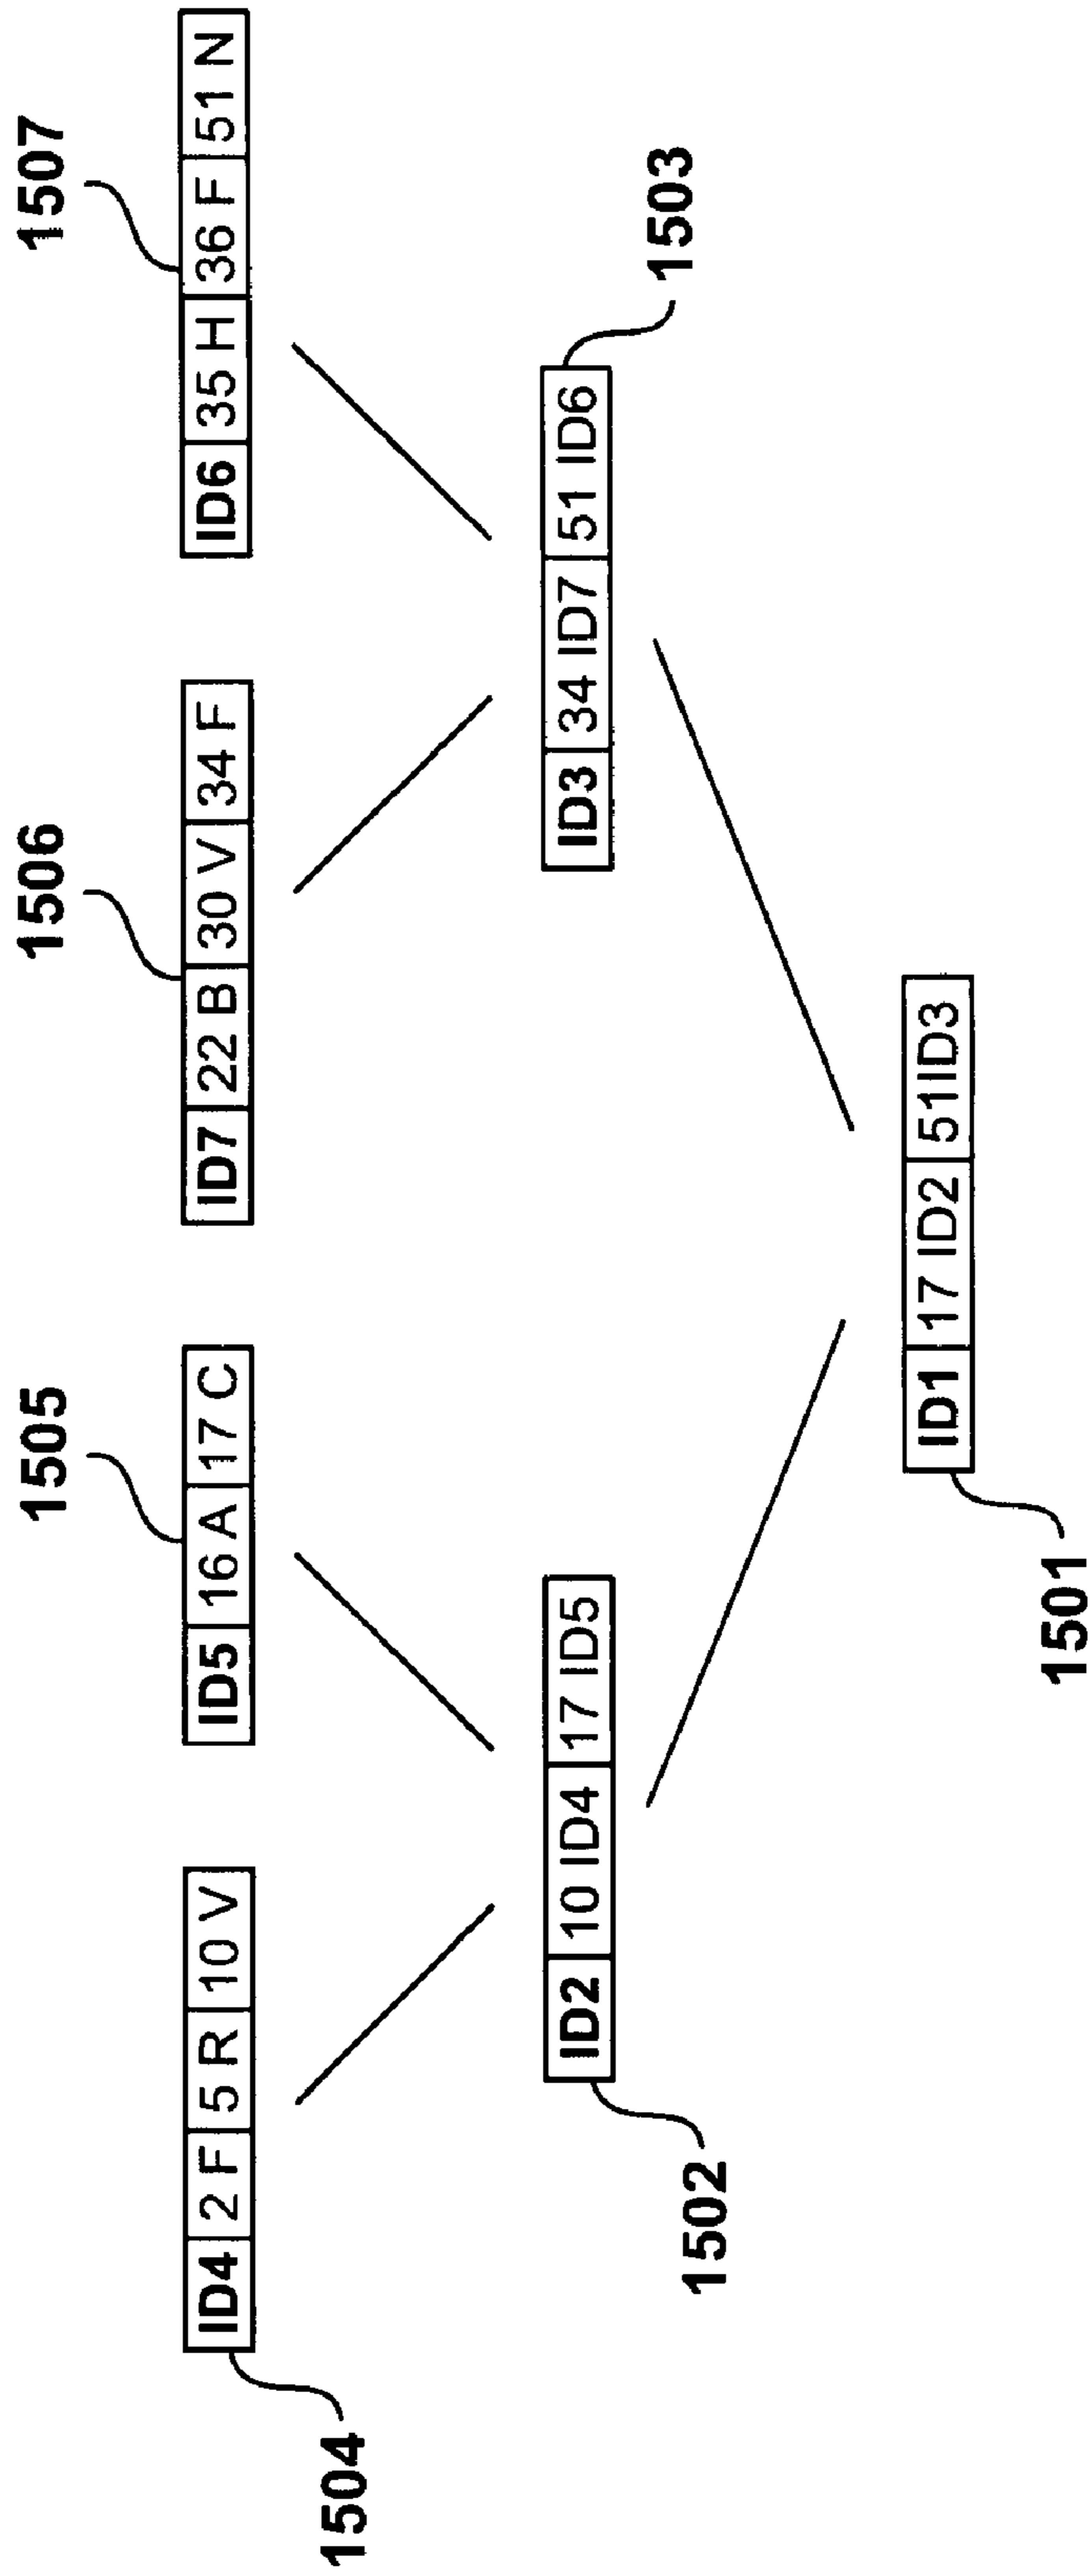 1505 1506 1507
ID4 2 F 5 R 10 V ID5 16 A 17 C ID7 22 B 30 V 34 F ID6 35 H 36 F 51 N
1504
ID2 10 ID4 17 ID5 ID3 34 ID7 51 ID6
1502 1503
ID1 17 ID2 51ID3
1501